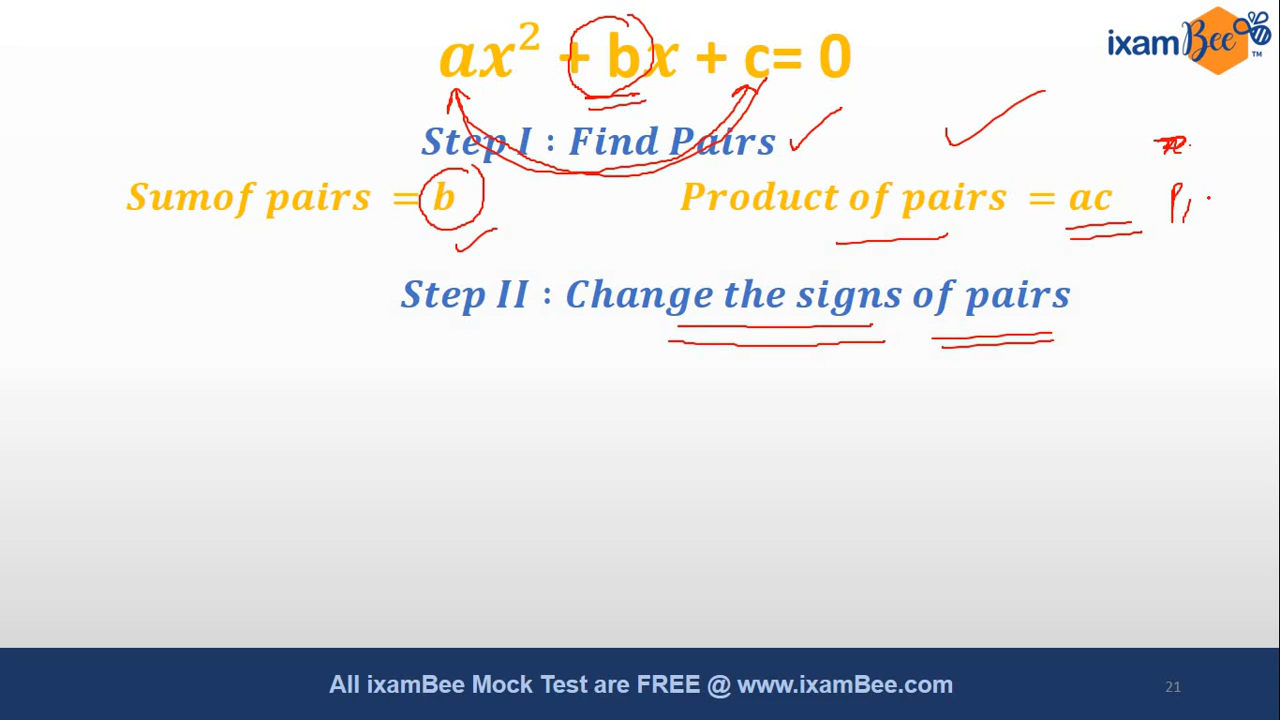 ax² + bx + c= 0
ixamBee™
Step I : Find Pairs
Sumof pairs = b
Product of pairs = ac
P,
Step II : Change the signs of pairs
All ixamBee Mock Test are FREE @ www.ixamBee.com
21